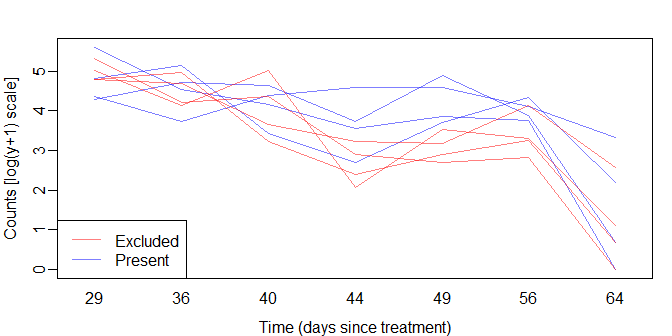 Counts [log(y+1) scale]
5
4
3
2
1
0
Excluded
Present
29 36 40 44 49 56 64
Time (days since treatment)